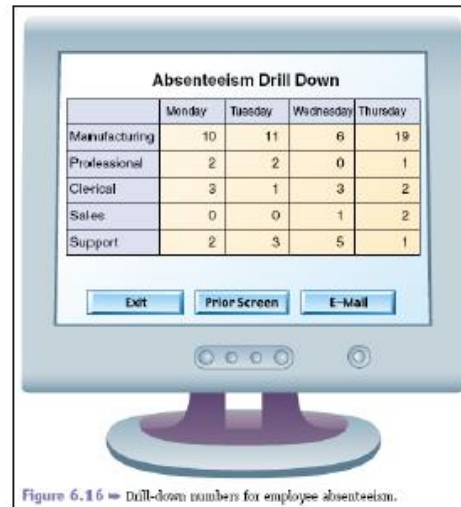 Absenteeism Drill Down
Monday Tuesday Wednesday Thursday
Manufacturing 10 11 6 19
Professional 2 2 0 1
Clerical 3 1 3 2
Sales 0 0 1 2
Support 2 3 5 1
Exit Prior Screen E-Mail
Figure 6.16 ➡ Drill-down numbers for employee absenteeism.